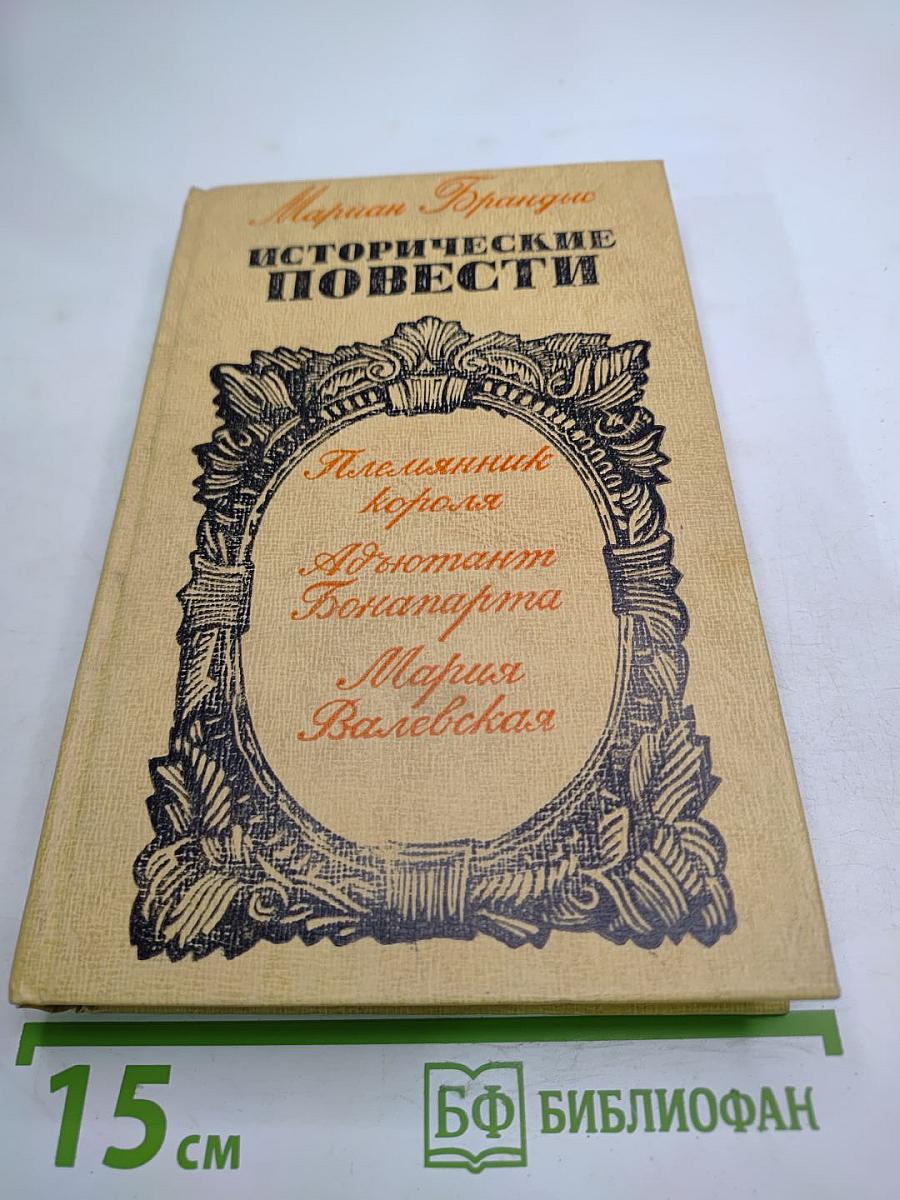 Мариан Брандыс
ИСТОРИЧЕСКИЕ
ПОВЕСТИ
Племянник
короля
Адъютант
Бонапарта
Мария
Валевская
15 см
БФ БИБЛИОФАН